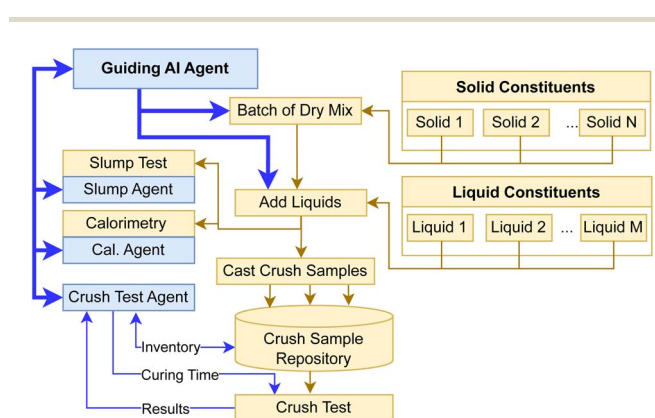 Guiding AI Agent
Batch of Dry Mix
Solid Constituents
Solid 1 Solid 2 ... Solid N
Slump Test
Slump Agent
Add Liquids
Liquid Constituents
Liquid 1 Liquid 2 ... Liquid M
Calorimetry
Cal. Agent
Cast Crush Samples
Crush Test Agent
Crush Sample
Repository
Inventory
Curing Time
Results
Crush Test